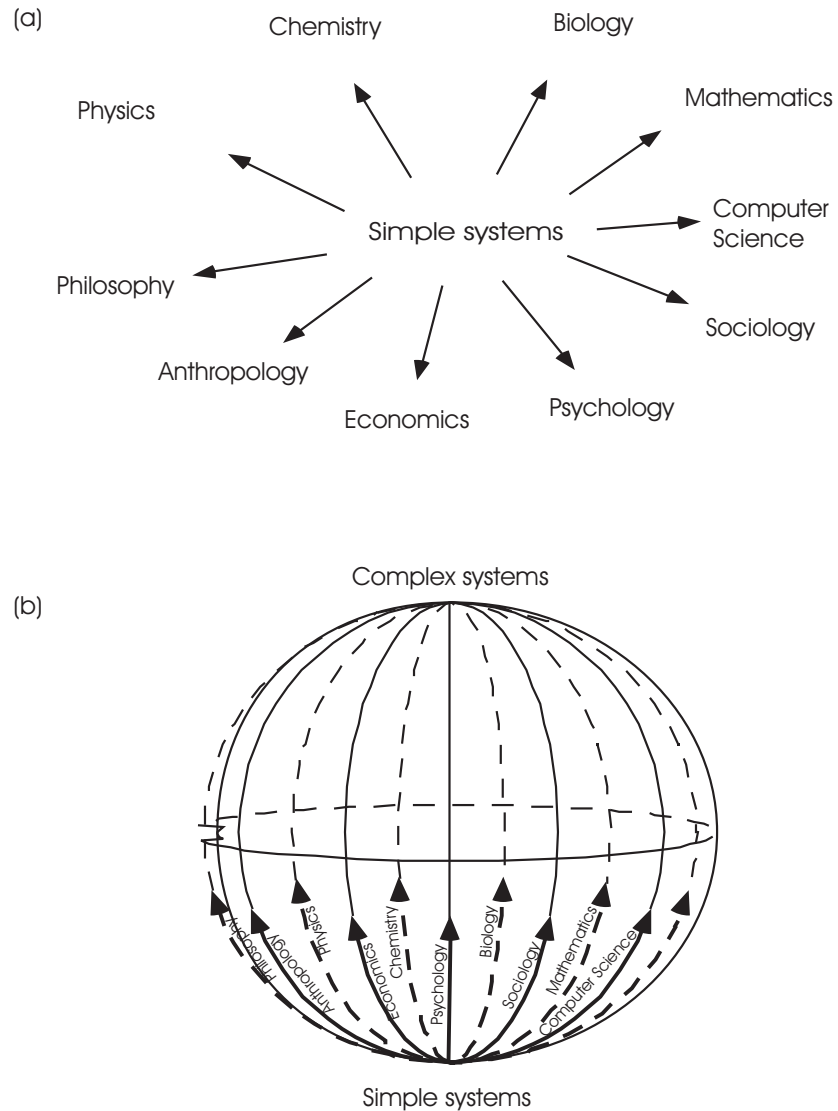 (a)
Chemistry
Biology
Physics
Mathematics
Simple systems
Computer
Science
Philosophy
Sociology
Anthropology
Economics
Psychology
(b)
Complex systems
Philosophy
Anthropology
Physics
Economics
Chemistry
Psychology
Biology
Sociology
Mathematics
Computer Science
Simple systems